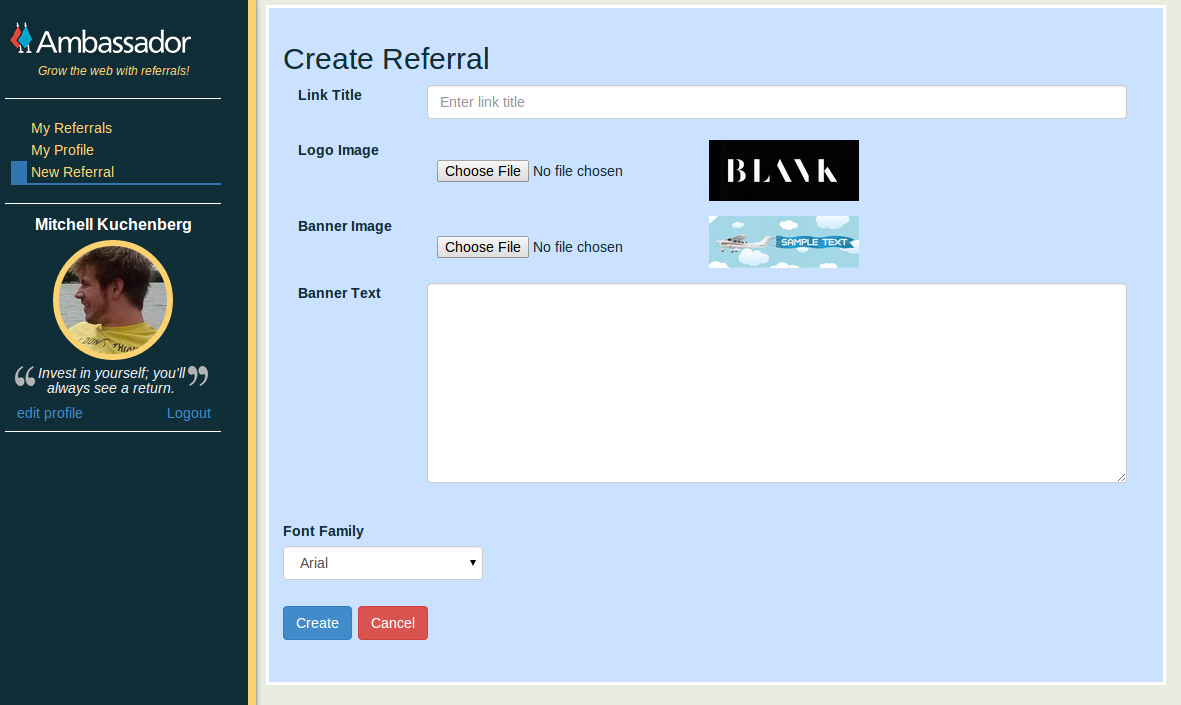 Ambassador
Grow the web with referrals!
My Referrals
My Profile
New Referral
Mitchell Kuchenberg
I DON'T THINK
“Invest in yourself; you'll
always see a return.”
edit profile
Logout
Create Referral
Link Title
Enter link title
Logo Image
Choose File No file chosen
BLANK
Banner Image
Choose File No file chosen
SAMPLE TEXT
Banner Text
Font Family
Arial
Create
Cancel